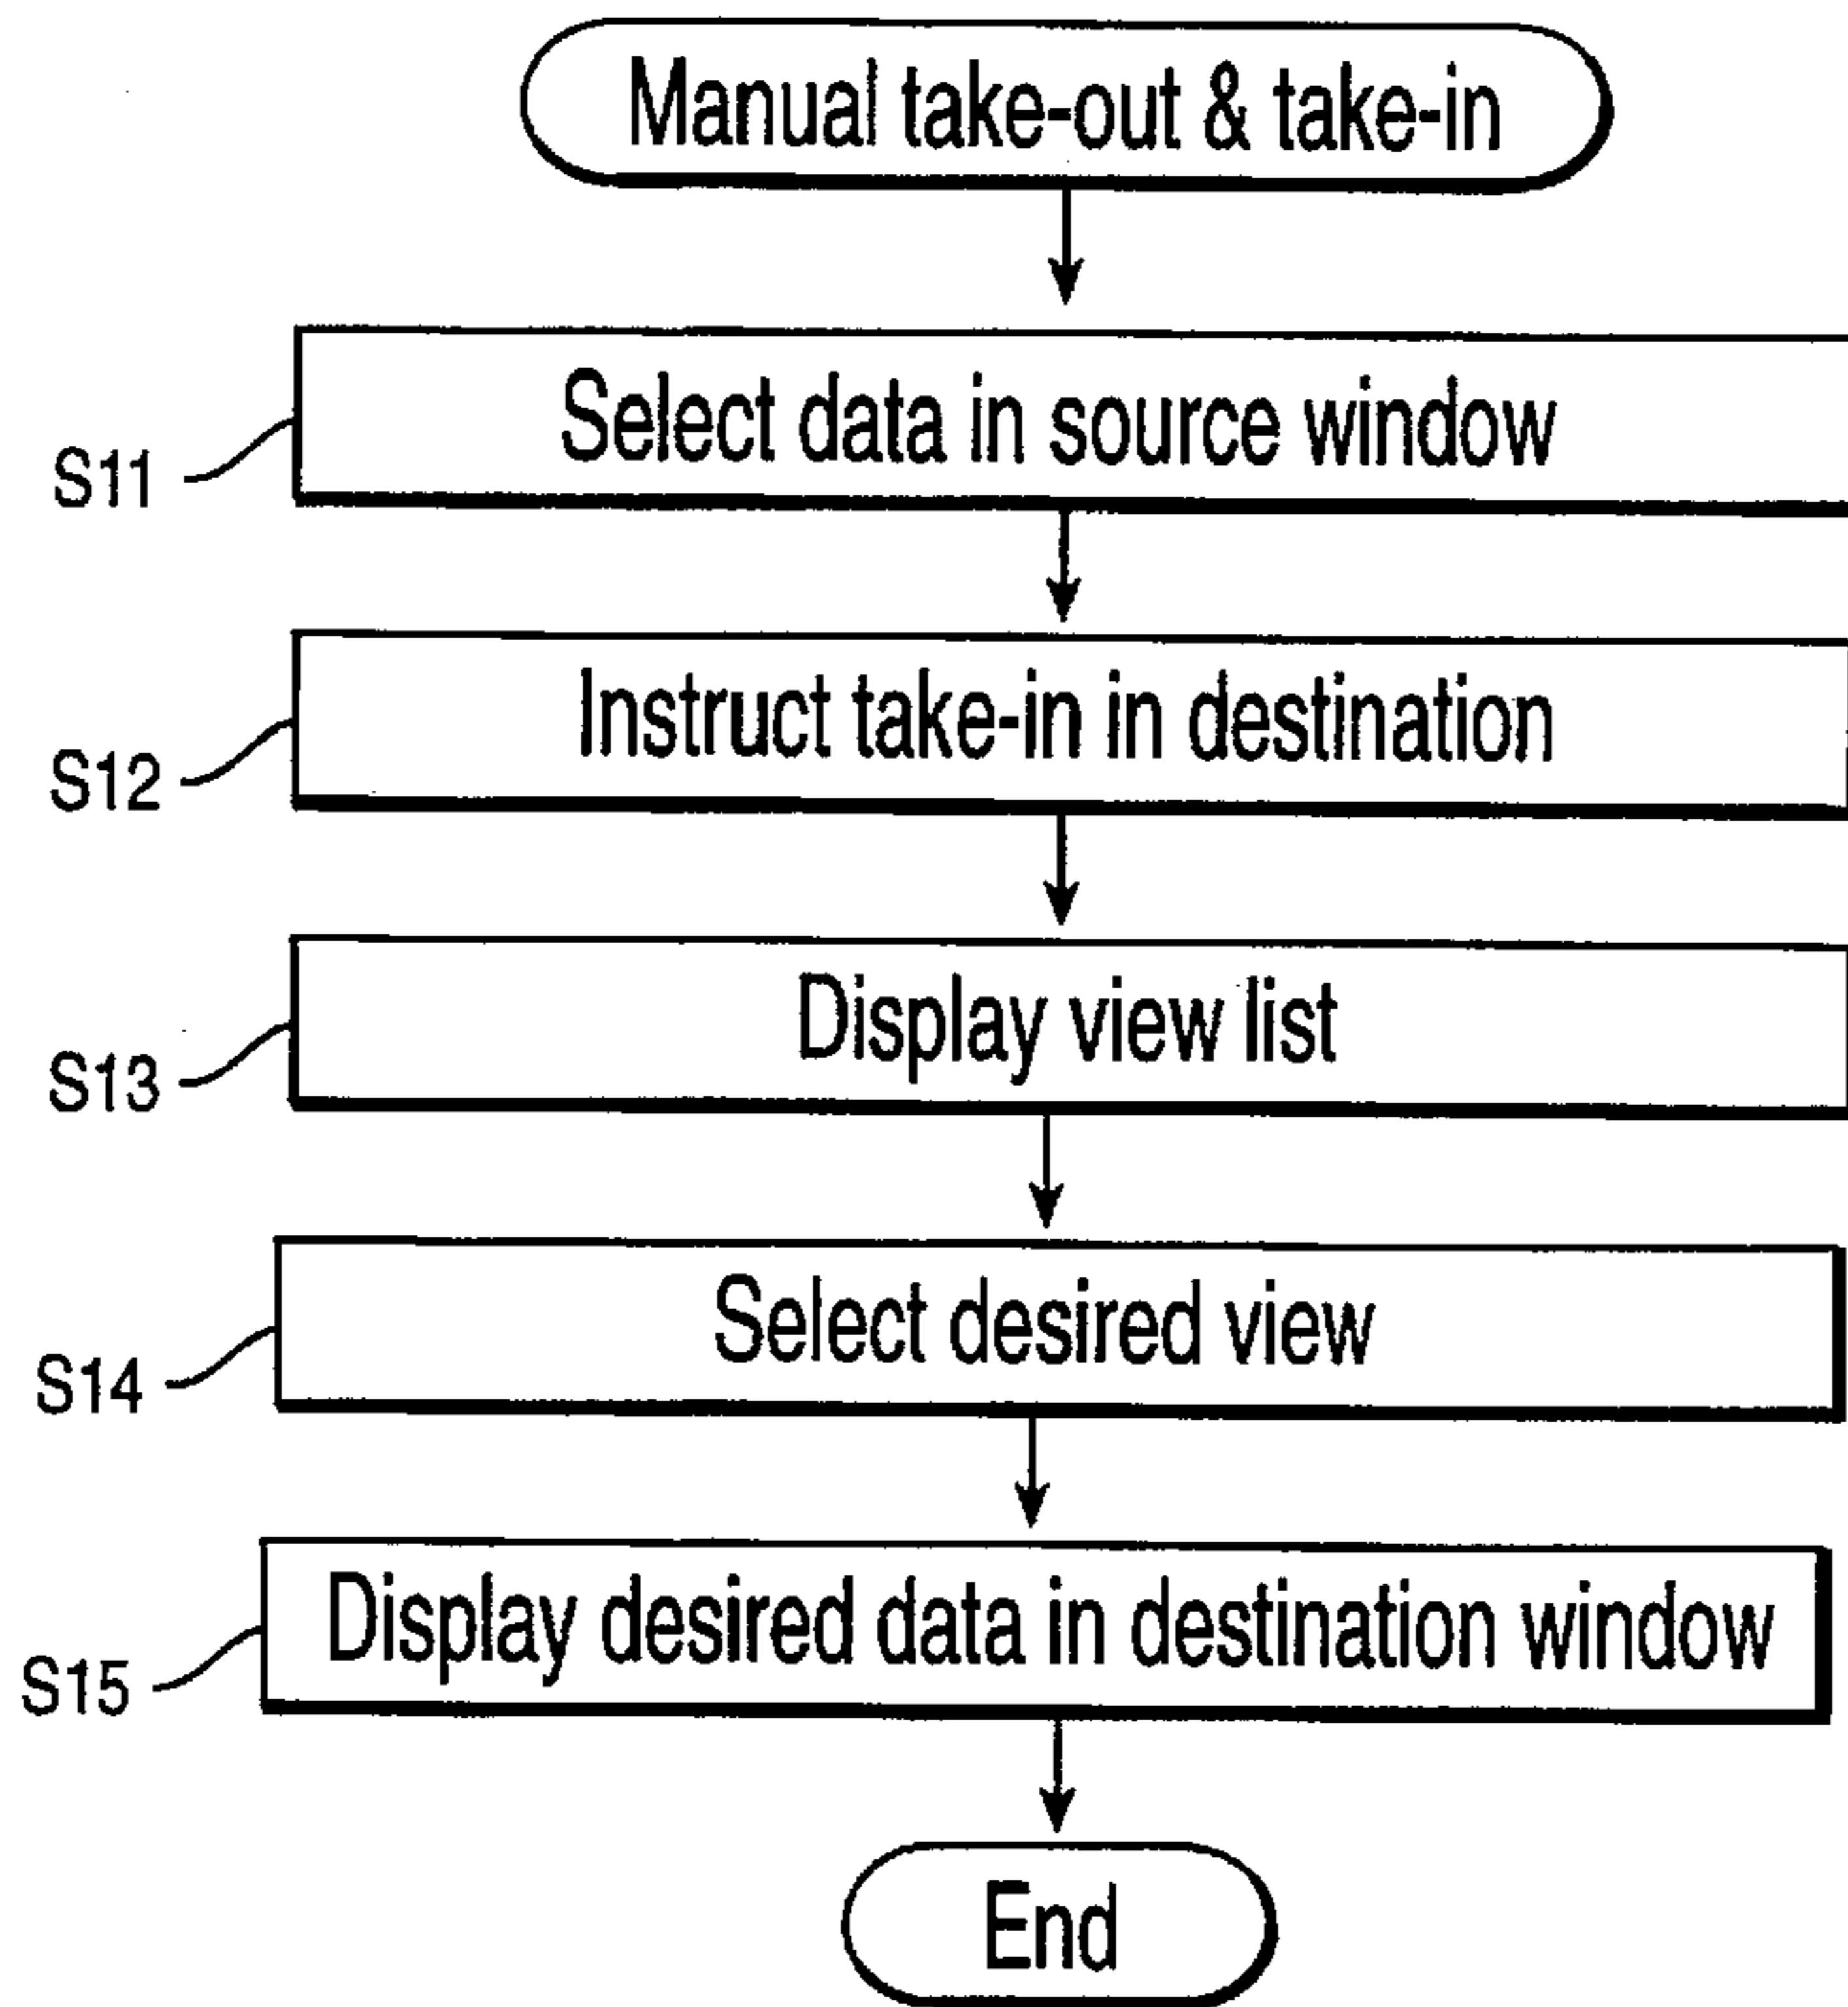 Manual take-out & take-in
Select data in source window
S11
Instruct take-in in destination
S12
Display view list
S13
Select desired view
S14
Display desired data in destination window
S15
End